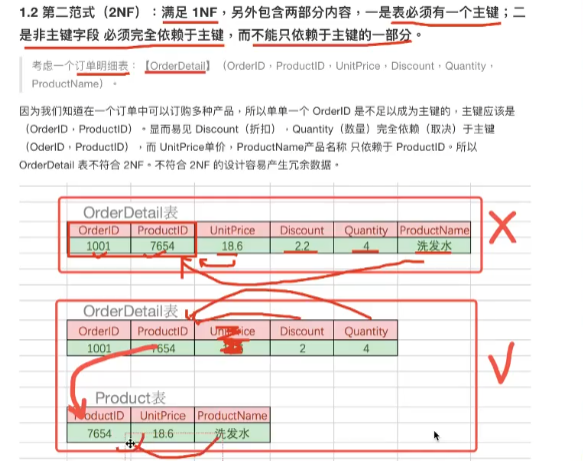 1.2 第二范式（2NF）：满足 1NF，另外包含两部分内容，一是表必须有一个主键；二
是非主键字段 必须完全依赖于主键，而不能只依赖于主键的一部分。
考虑一个订单明细表：【OrderDetail】（OrderID，ProductID，UnitPrice，Discount，Quantity，
ProductName）。
因为我们知道在一个订单中可以订购多种产品，所以单单一个 OrderID 是不足以成为主键的，主键应该是
（OrderID，ProductID）。显而易见 Discount（折扣），Quantity（数量）完全依赖（取决）于主键
（OderID，ProductID），而 UnitPrice单价，ProductName产品名称 只依赖于 ProductID。所以
OrderDetail 表不符合 2NF。不符合 2NF 的设计容易产生冗余数据。
OrderDetail表
OrderID ProductID UnitPrice Discount Quantity ProductName
1001 7654 18.6 2.2 4 洗发水
OrderDetail表
OrderID ProductID Discount Quantity
1001 7654 2 4
Product表
ProductID UnitPrice ProductName
7654 18.6 洗发水